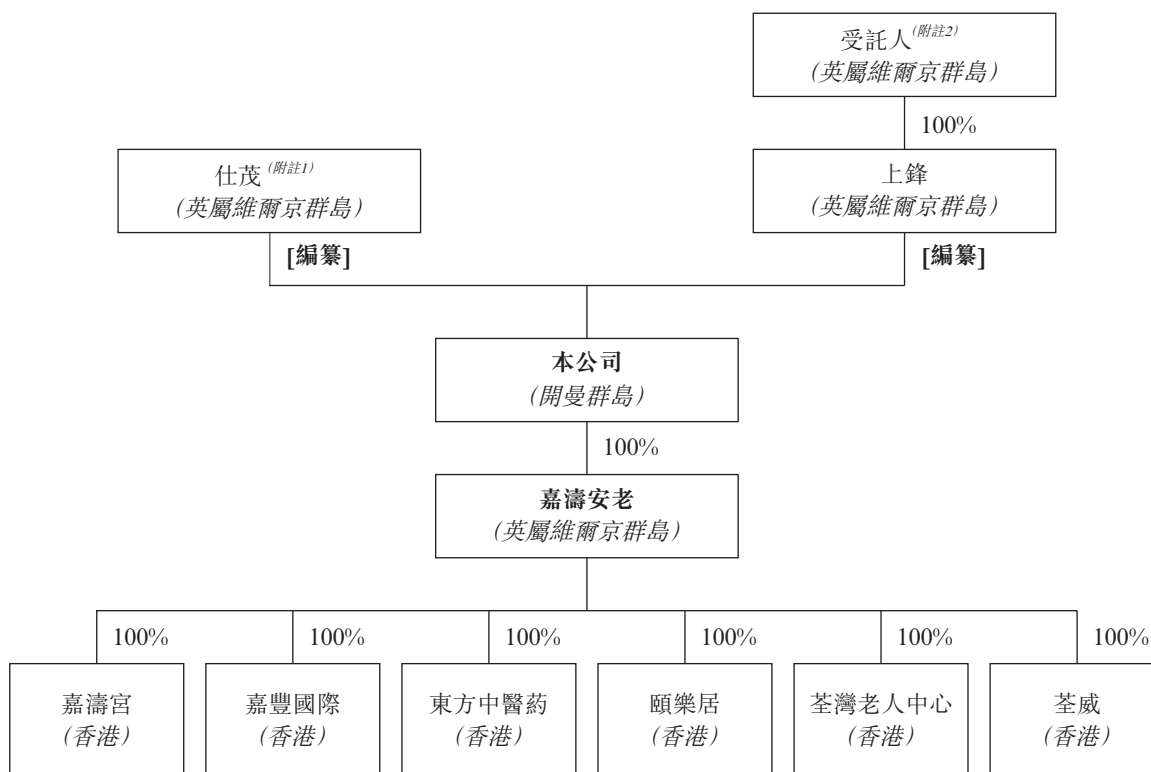 受託人(附註2)
(英屬維爾京群島)
100%
仕茂(附註1)
(英屬維爾京群島)
上鋒
(英屬維爾京群島)
[編纂]
[編纂]
本公司
(開曼群島)
100%
嘉濤安老
(英屬維爾京群島)
100%
100%
100%
100%
100%
100%
嘉濤宮
(香港)
嘉豐國際
(香港)
東方中醫葯
(香港)
頤樂居
(香港)
荃灣老人中心
(香港)
荃威
(香港)